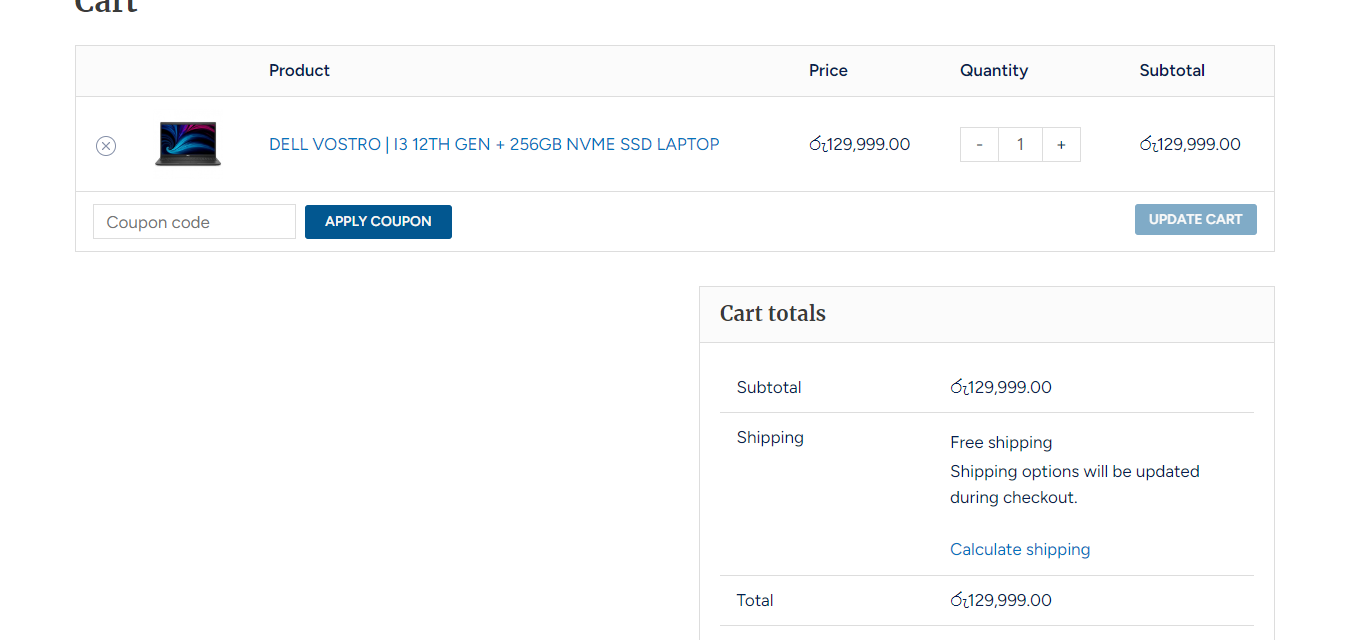 Cart
Product Price Quantity Subtotal
DELL VOSTRO | I3 12TH GEN + 256GB NVME SSD LAPTOP රු129,999.00 - 1 + රු129,999.00
Coupon code APPLY COUPON UPDATE CART
Cart totals
Subtotal රු129,999.00
Shipping Free shipping
Shipping options will be updated
during checkout.
Calculate shipping
Total රු129,999.00